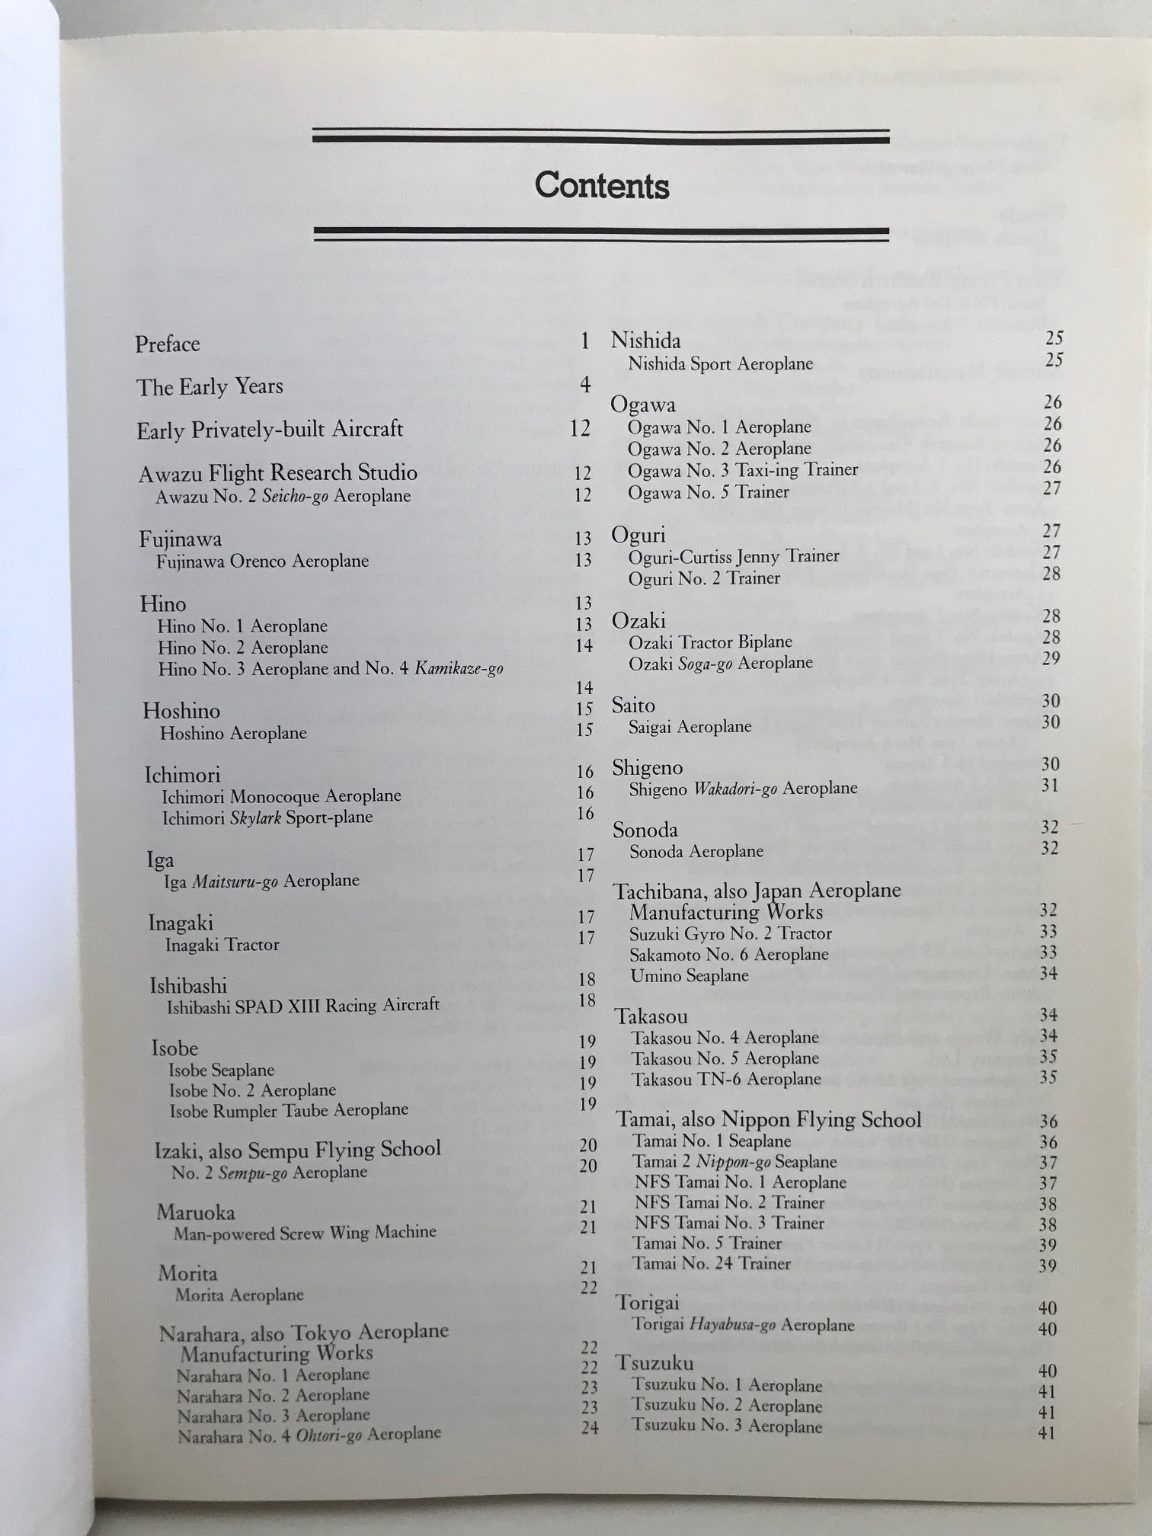 Contents
Preface 1
The Early Years 4
Early Privately-built Aircraft 12
Awazu Flight Research Studio 12
Awazu No. 2 Seicho-go Aeroplane 12
Fujinawa 13
Fujinawa Orenco Aeroplane 13
Hino 13
Hino No. 1 Aeroplane 13
Hino No. 2 Aeroplane 14
Hino No. 3 Aeroplane and No. 4 Kamikaze-go
14
Hoshino 15
Hoshino Aeroplane 15
Ichimori 16
Ichimori Monocoque Aeroplane 16
Ichimori Skylark Sport-plane 16
Iga 17
Iga Maitsuru-go Aeroplane 17
Inagaki 17
Inagaki Tractor 17
Ishibashi 18
Ishibashi SPAD XIII Racing Aircraft 18
Isobe 19
Isobe Seaplane 19
Isobe No. 2 Aeroplane 19
Isobe Rumpler Taube Aeroplane 19
Izaki, also Sempu Flying School 20
No. 2 Sempu-go Aeroplane 20
Maruoka 21
Man-powered Screw Wing Machine 21
Morita 21
Morita Aeroplane 22
Narahara, also Tokyo Aeroplane
Manufacturing Works 22
Narahara No. 1 Aeroplane 22
Narahara No. 2 Aeroplane 23
Narahara No. 3 Aeroplane 23
Narahara No. 4 Ohtori-go Aeroplane 24
Nishida 25
Nishida Sport Aeroplane 25
Ogawa 26
Ogawa No. 1 Aeroplane 26
Ogawa No. 2 Aeroplane 26
Ogawa No. 3 Taxi-ing Trainer 26
Ogawa No. 5 Trainer 27
Oguri 27
Oguri-Curtiss Jenny Trainer 27
Oguri No. 2 Trainer 28
Ozaki 28
Ozaki Tractor Biplane 28
Ozaki Soga-go Aeroplane 29
Saito 30
Saigai Aeroplane 30
Shigeno 30
Shigeno Wakadori-go Aeroplane 31
Sonoda 32
Sonoda Aeroplane 32
Tachibana, also Japan Aeroplane
Manufacturing Works 32
Suzuki Gyro No. 2 Tractor 33
Sakamoto No. 6 Aeroplane 33
Umino Seaplane 34
Takasou 34
Takasou No. 4 Aeroplane 34
Takasou No. 5 Aeroplane 35
Takasou TN-6 Aeroplane 35
Tamai, also Nippon Flying School 36
Tamai No. 1 Seaplane 36
Tamai 2 Nippon-go Seaplane 37
NFS Tamai No. 1 Aeroplane 37
NFS Tamai No. 2 Trainer 38
NFS Tamai No. 3 Trainer 38
Tamai No. 5 Trainer 39
Tamai No. 24 Trainer 39
Torigai 40
Torigai Hayabusa-go Aeroplane 40
Tsuzuku 40
Tsuzuku No. 1 Aeroplane 41
Tsuzuku No. 2 Aeroplane 41
Tsuzuku No. 3 Aeroplane 41